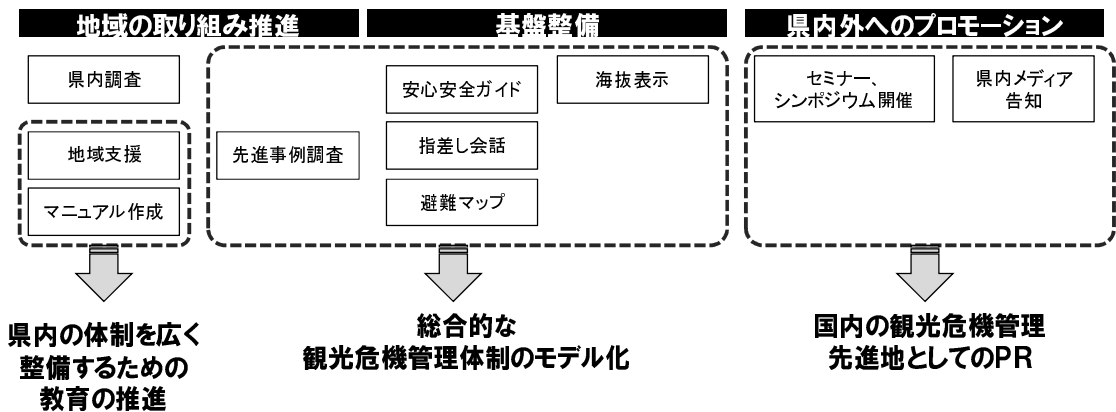 地域の取り組み推進
基盤整備
県内外へのプロモーション
県内調査
地域支援
マニュアル作成
先進事例調査
安心安全ガイド
指差し会話
避難マップ
海抜表示
セミナー、
シンポジウム開催
県内メディア
告知
県内の体制を広く
整備するための
教育の推進
総合的な
観光危機管理体制のモデル化
国内の観光危機管理
先進地としてのPR